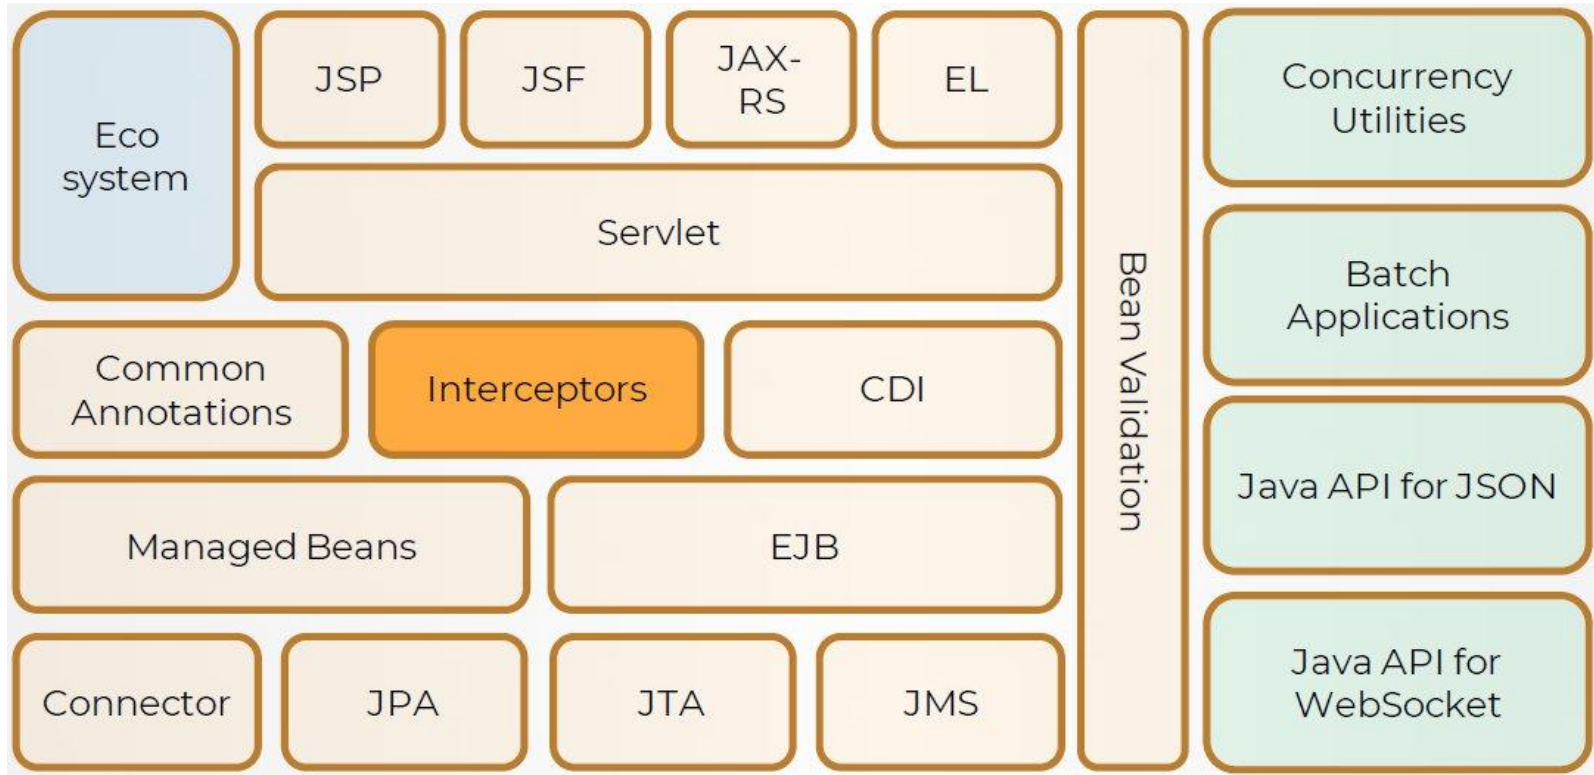 Eco
system
JSP
JSF
JAX-
RS
EL
Servlet
Common
Annotations
Interceptors
CDI
Managed Beans
EJB
Connector
JPA
JTA
JMS
Bean Validation
Concurrency
Utilities
Batch
Applications
Java API for JSON
Java API for
WebSocket